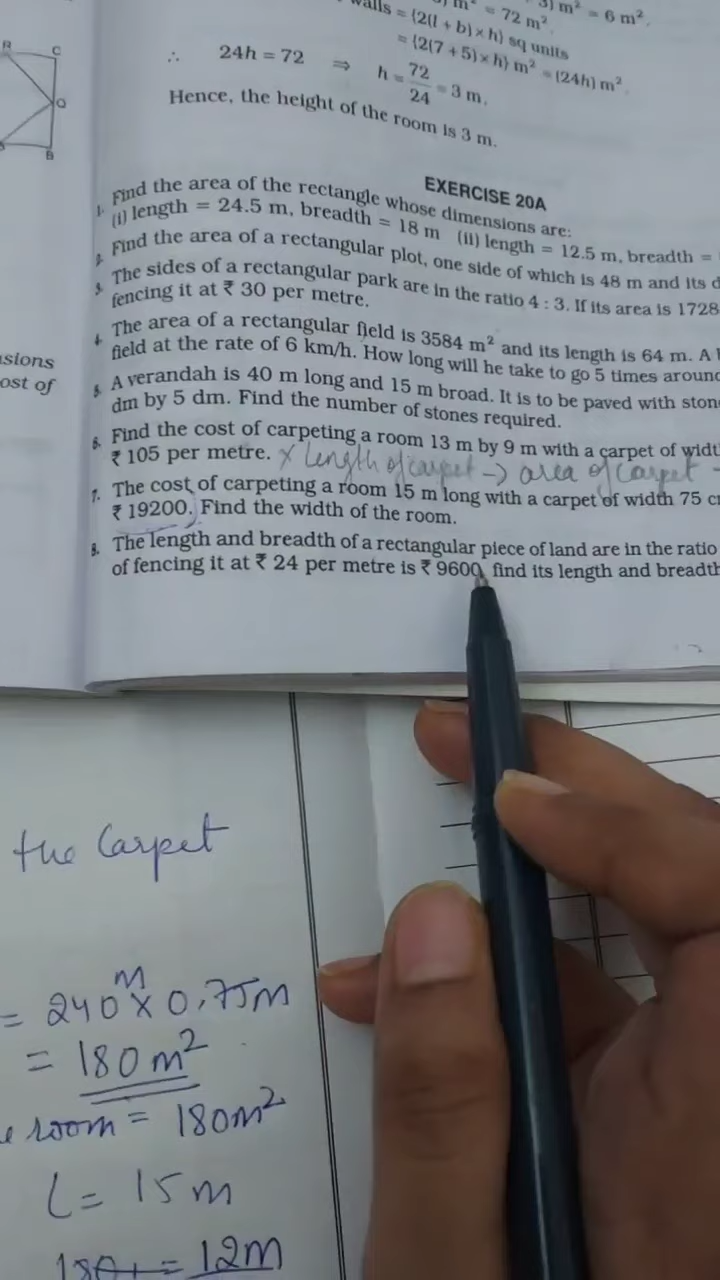 m² = 72 m².
3) m² = 6 m².
walls = {2(l + b) × h} sq units
= {2(7 + 5) × h} m² = (24h) m².
∴ 24h = 72 ⇒ h = 72/24 = 3 m.
Hence, the height of the room is 3 m.
R C
Q
B
EXERCISE 20A
1. Find the area of the rectangle whose dimensions are:
(i) length = 24.5 m, breadth = 18 m (ii) length = 12.5 m, breadth =
2. Find the area of a rectangular plot, one side of which is 48 m and its
3. The sides of a rectangular park are in the ratio 4 : 3. If its area is 1728
fencing it at ₹ 30 per metre.
4. The area of a rectangular field is 3584 m² and its length is 64 m. A
field at the rate of 6 km/h. How long will he take to go 5 times around
5. A verandah is 40 m long and 15 m broad. It is to be paved with
dm by 5 dm. Find the number of stones required.
6. Find the cost of carpeting a room 13 m by 9 m with a carpet of
₹ 105 per metre. × length of carpet → area of carpet
7. The cost of carpeting a room 15 m long with a carpet of width 75
₹ 19200. Find the width of the room.
8. The length and breadth of a rectangular piece of land are in the ratio
of fencing it at ₹ 24 per metre is ₹ 9600, find its length and breadth
ost of
the Carpet
= 240 m × 0.75m
= 180 m²
room = 180m²
L = 15 m
= 12m